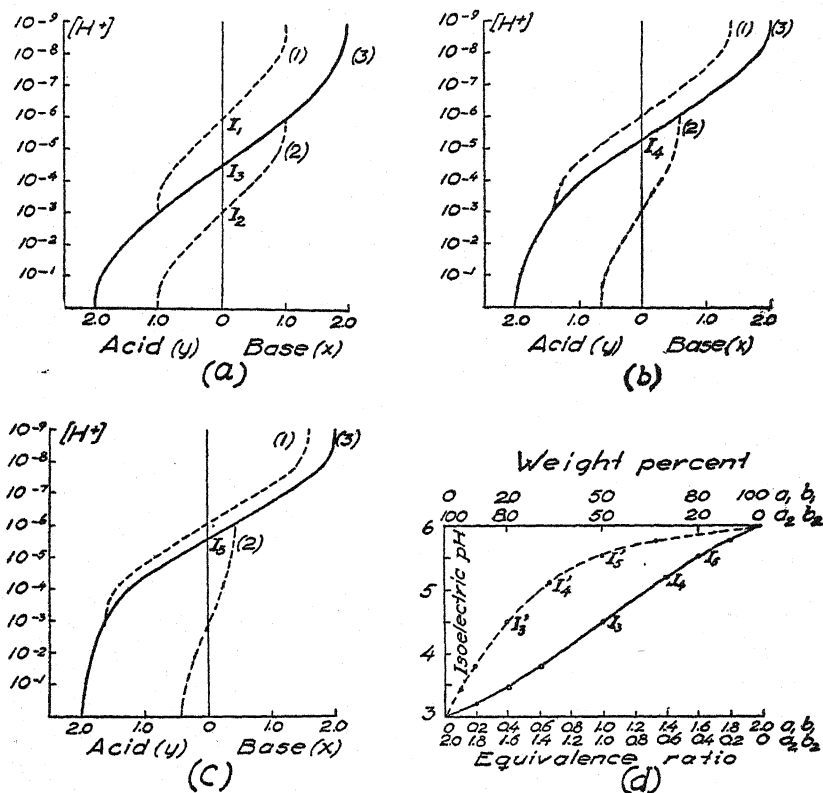 [H+]
10-9
10-8
10-7
10-6
10-5
10-4
10-3
10-2
10-1
(1)
(3)
(2)
I1
I3
I2
2.0 1.0 0 1.0 2.0
Acid (y) Base (x)
(a)
[H+]
10-9
10-8
10-7
10-6
10-5
10-4
10-3
10-2
10-1
(1)
(3)
(2)
I4
2.0 1.0 0 1.0 2.0
Acid (y) Base(x)
(b)
[H+]
10-9
10-8
10-7
10-6
10-5
10-4
10-3
10-2
10-1
(1)
(3)
(2)
I5
2.0 1.0 0 1.0 2.0
Acid (y) Base(x)
(c)
Weight percent
0 20 50 80 100 a1 b1
100 80 50 20 0 a2 b2
6
5
4
3
Isoelectric pH
I3'
I4'
I5'
I3
I4
I5
0 0.2 0.4 0.6 0.8 1.0 1.2 1.4 1.6 1.8 2.0 a1 b1
2.0 1.8 1.6 1.4 1.2 1.0 0.8 0.6 0.4 0.2 0 a2 b2
Equivalence ratio
(d)